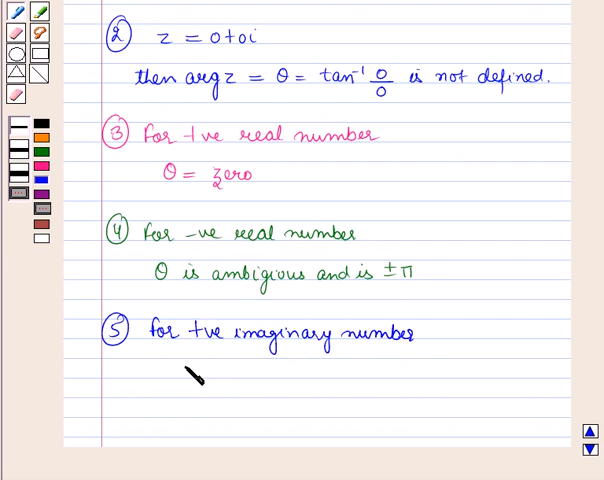 ② z = 0+0i
then arg z = θ = tan⁻¹ 0/0 is not defined.
③ For +ve real number
θ = zero
④ For -ve real number
θ is ambigious and is ±π
⑤ For +ve imaginary number